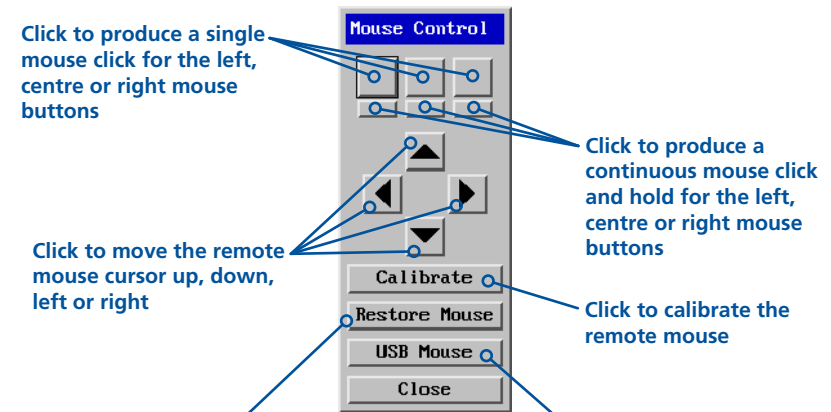 Mouse Control
Click to produce a single
mouse click for the left,
centre or right mouse
buttons
Click to produce a
continuous mouse click
and hold for the left,
centre or right mouse
buttons
Click to move the remote
mouse cursor up, down,
left or right
Calibrate
Click to calibrate the
remote mouse
Restore Mouse
USB Mouse
Close